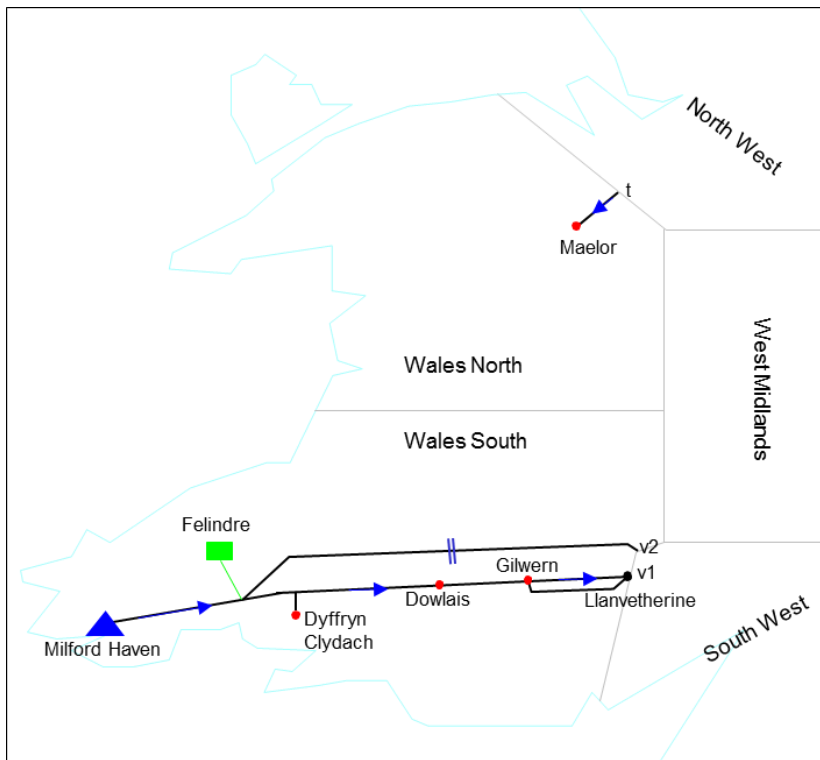 North West
t
Maelor
West Midlands
Wales North
Wales South
Felindre
v2
Gilwern
v1
Dowlais
Llanvetherine
Dyffryn
Clydach
Milford Haven
South West